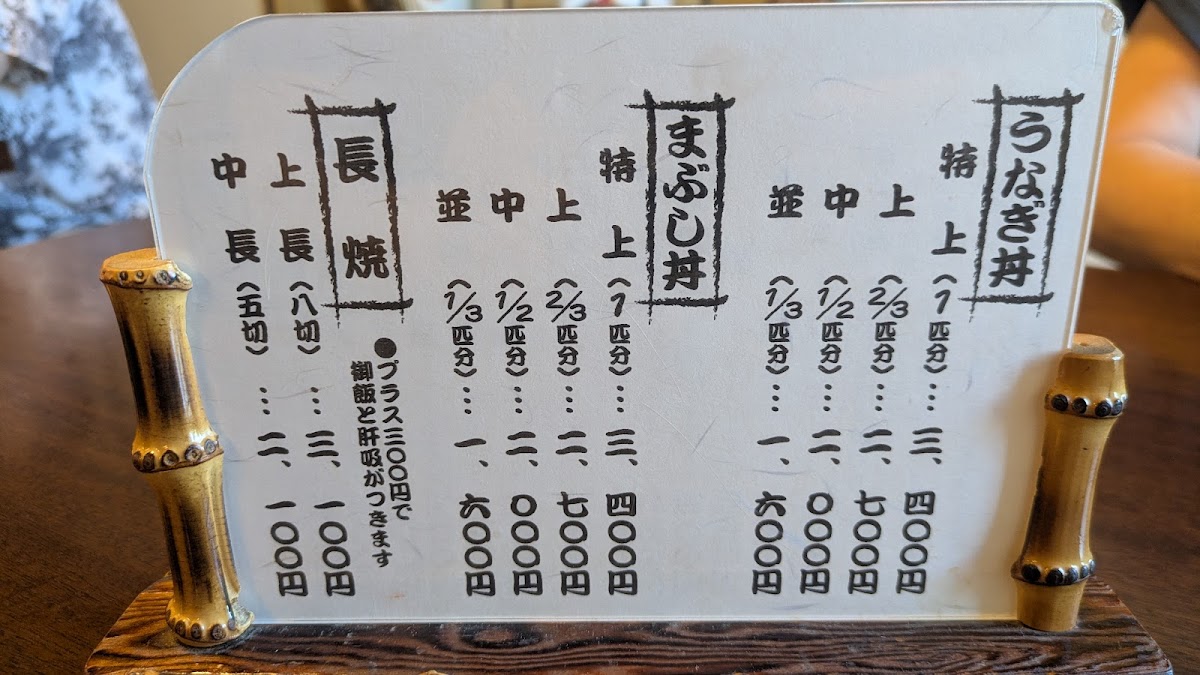 うなぎ丼
特上(1匹分)…三、四〇〇円
上(2/3匹分)…二、七〇〇円
中(1/2匹分)…二、〇〇〇円
並(1/3匹分)…一、六〇〇円
まぶし丼
特上(1匹分)…三、四〇〇円
上(2/3匹分)…二、七〇〇円
中(1/2匹分)…二、〇〇〇円
並(1/3匹分)…一、六〇〇円
●プラス三〇〇円で
御飯と肝吸がつきます
長焼
上長(八切)…三、一〇〇円
中長(五切)…二、一〇〇円